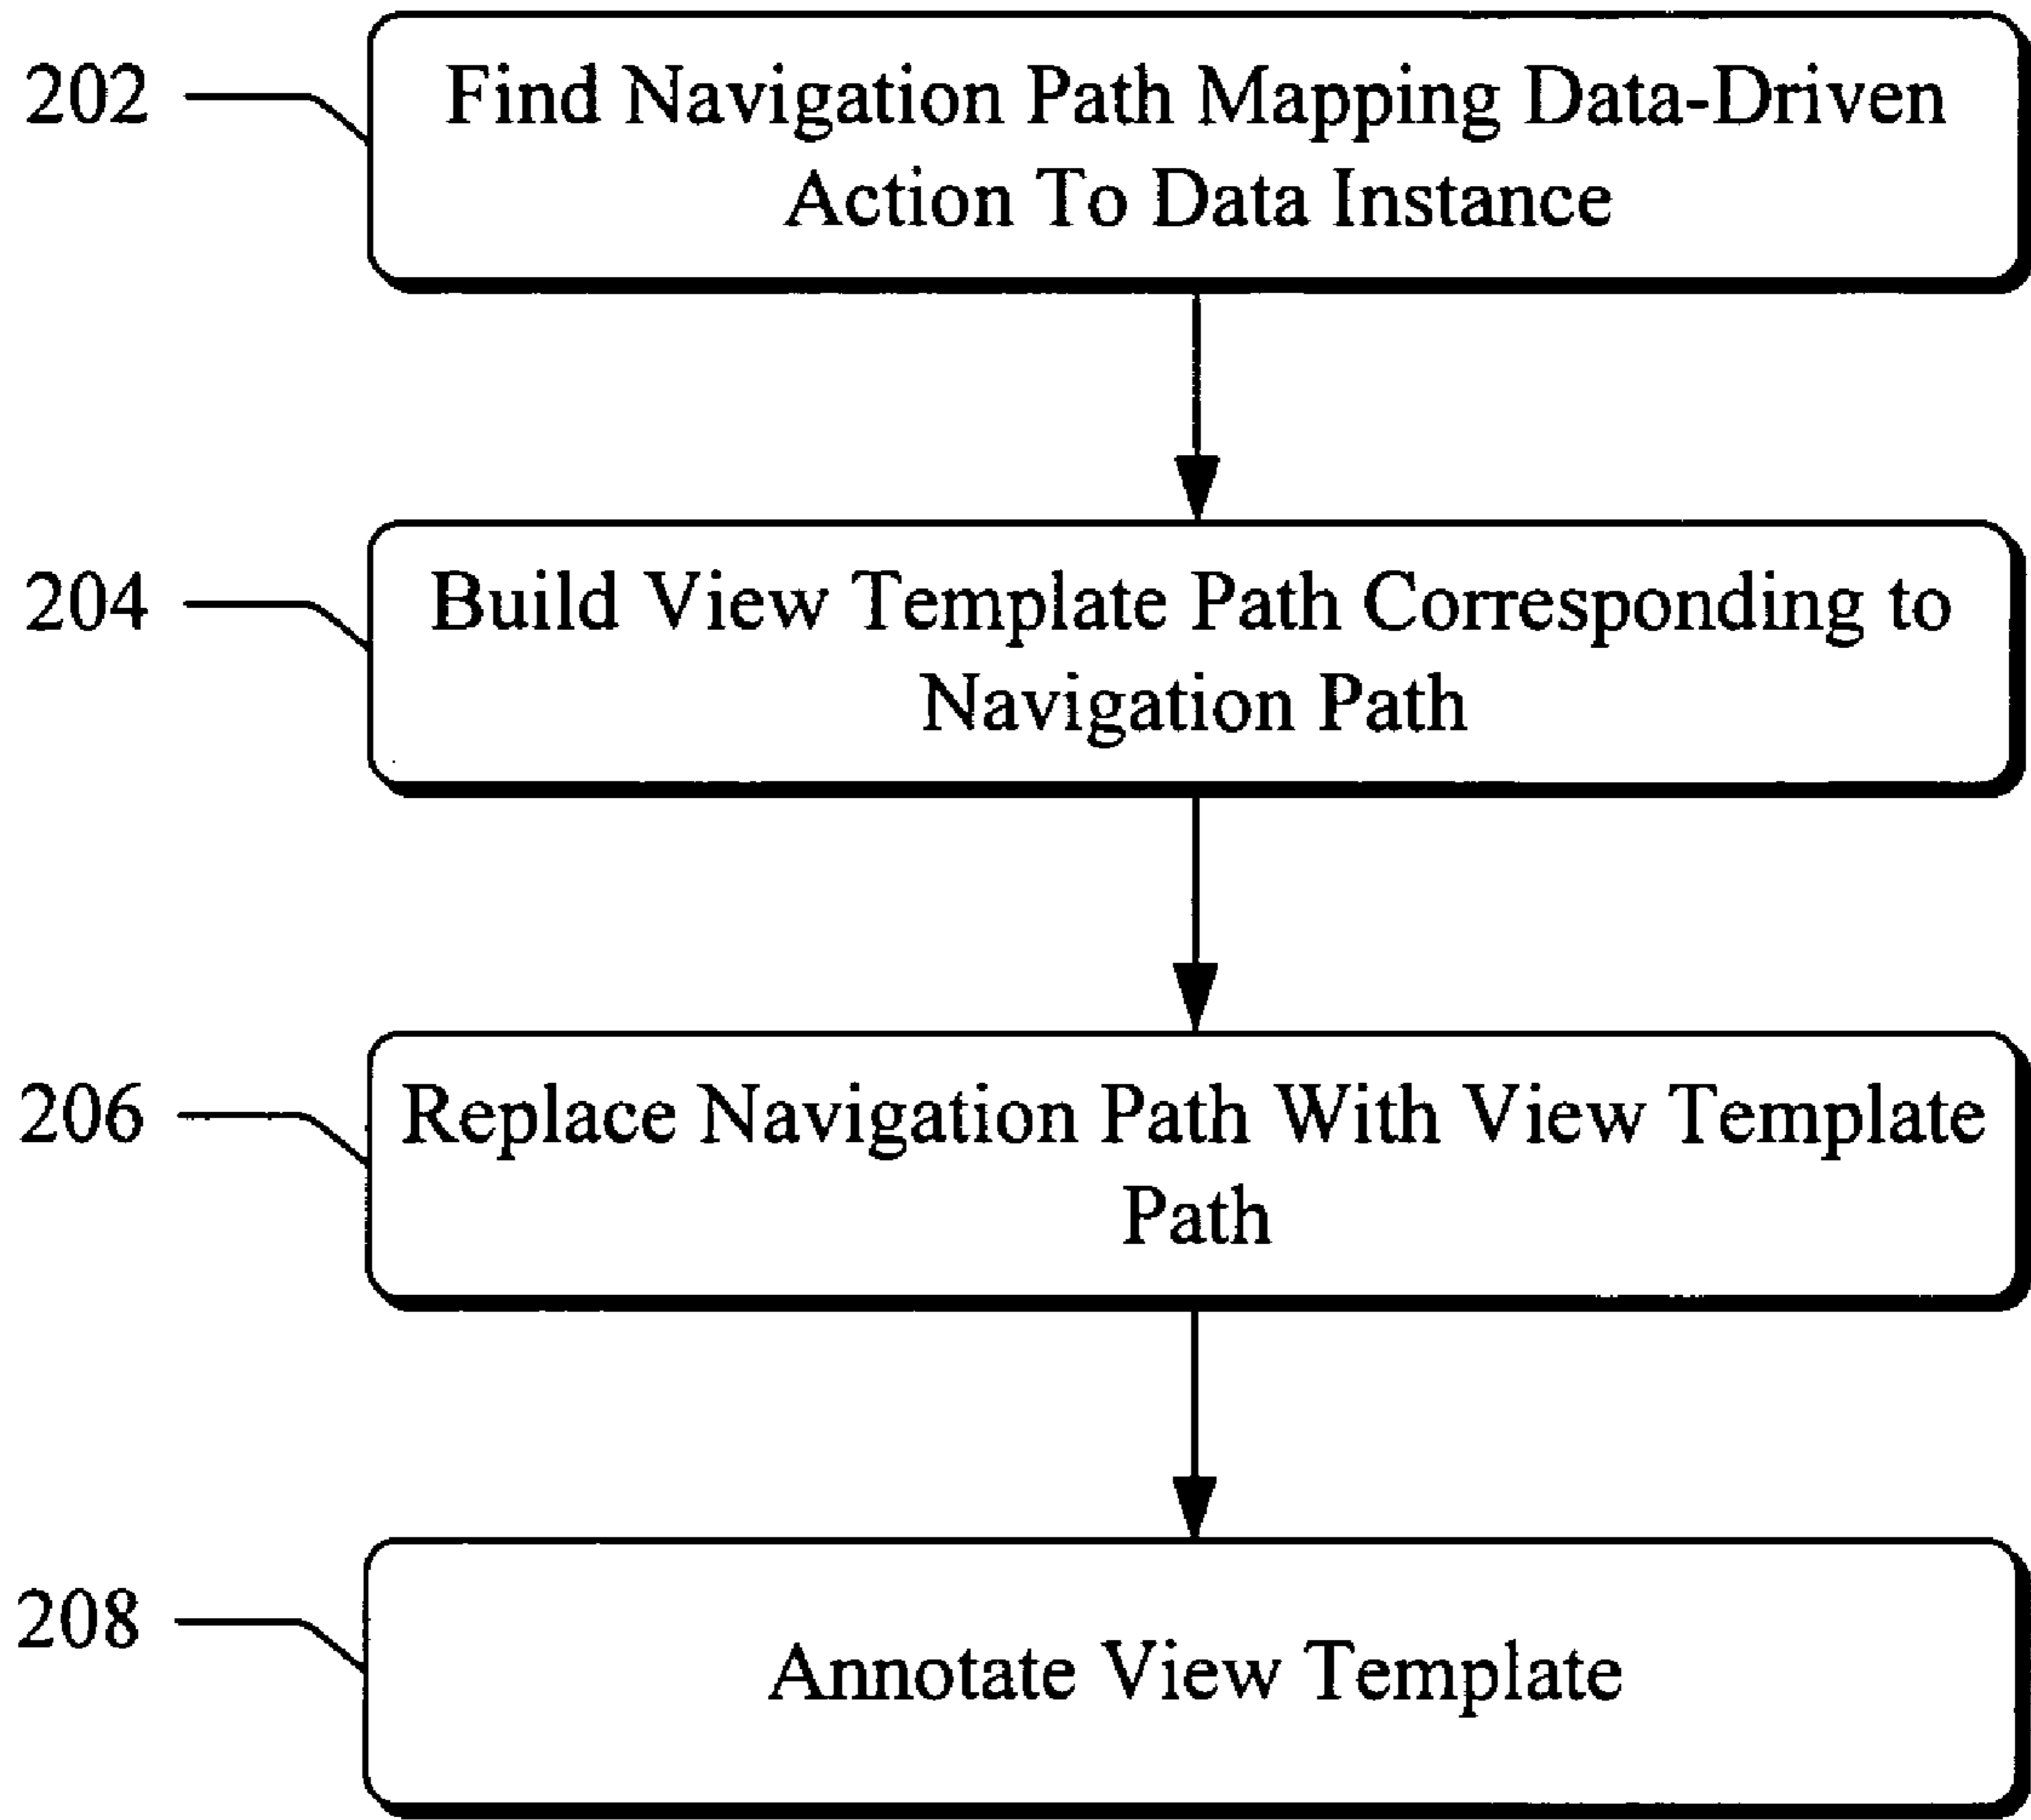 202
Find Navigation Path Mapping Data-Driven
Action To Data Instance
204
Build View Template Path Corresponding to
Navigation Path
206
Replace Navigation Path With View Template
Path
208
Annotate View Template